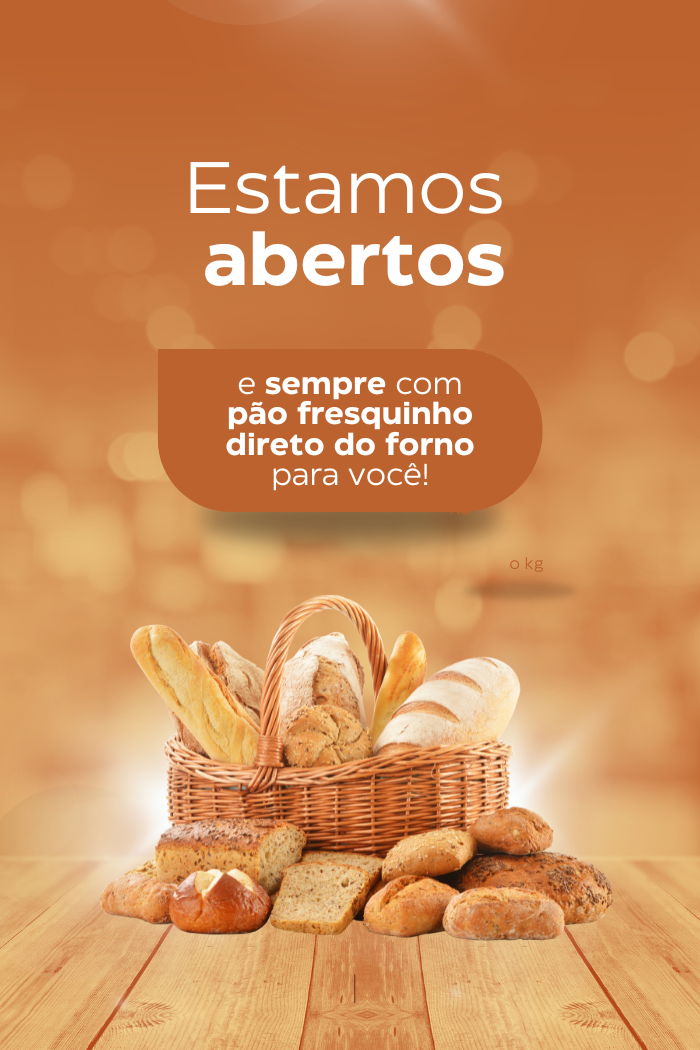 Estamos
abertos
e sempre com
pão fresquinho
direto do forno
para você!
o kg